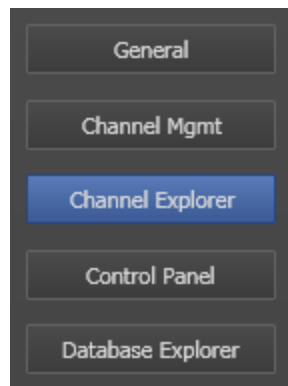 General
Channel Mgmt
Channel Explorer
Control Panel
Database Explorer